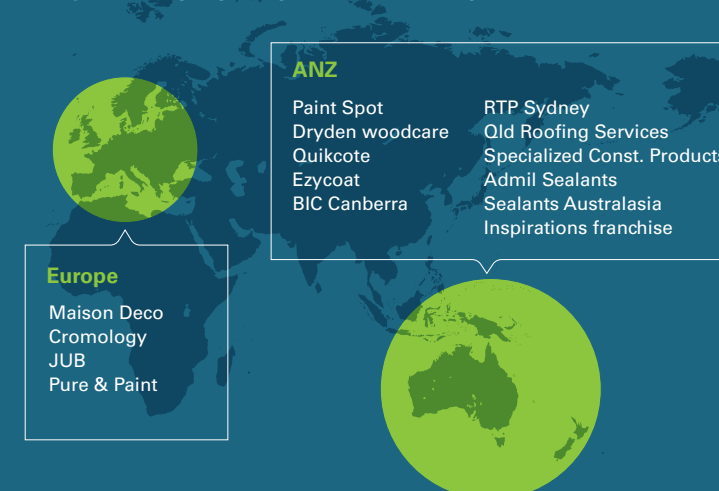 ANZ
Paint Spot
Dryden woodcare
Quikcote
Ezycoat
BIC Canberra
RTP Sydney
Qld Roofing Services
Specialized Const. Products
Admil Sealants
Sealants Australasia
Inspirations franchise
Europe
Maison Deco
Cromology
JUB
Pure & Paint